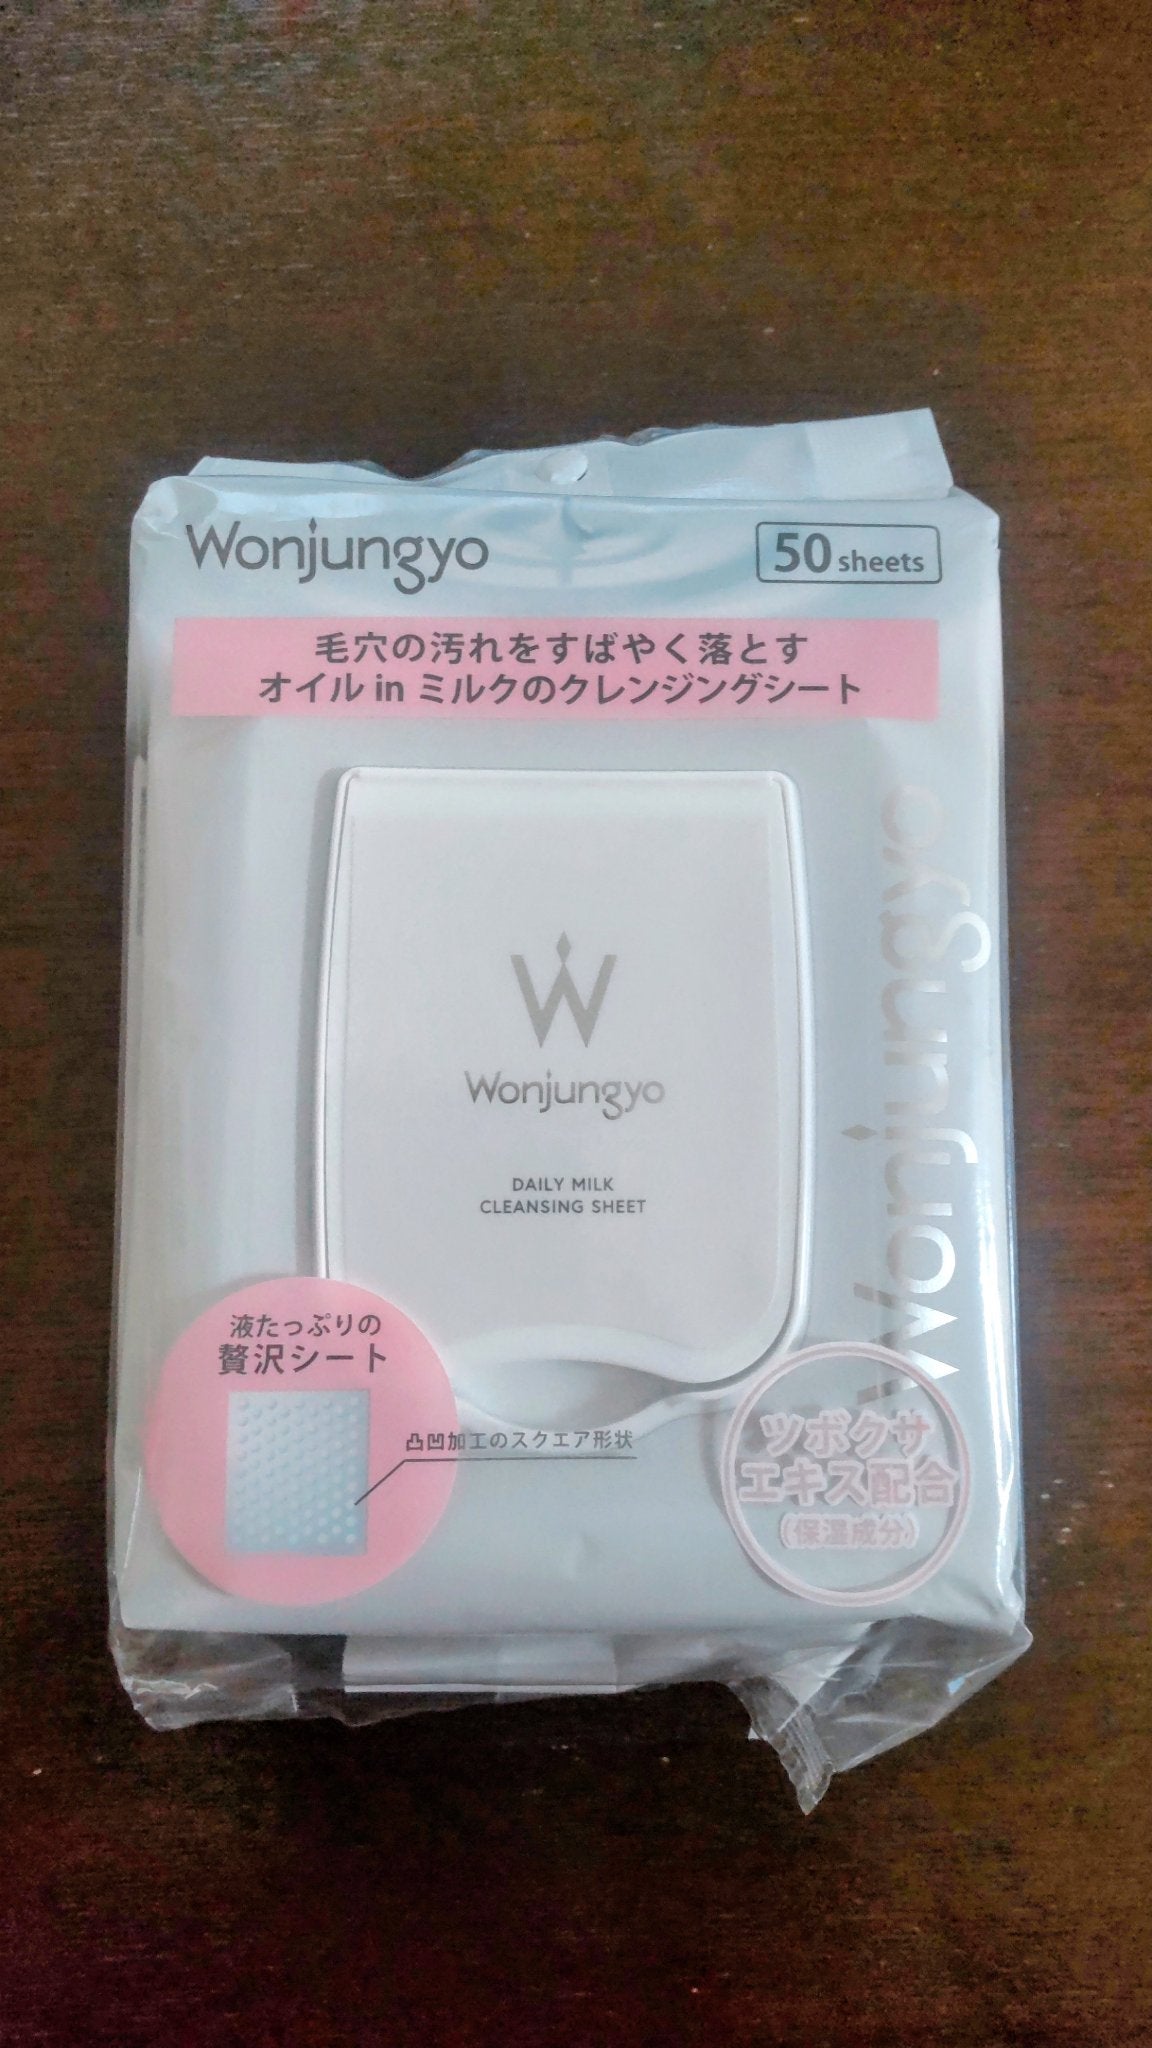 Wonjungyo
50 sheets
毛穴の汚れをすばやく落とす
オイル in ミルクのクレンジングシート
W
Wonjungyo
DAILY MILK
CLEANSING SHEET
Wonjungyo
液たっぷりの
贅沢シート
凸凹加工のスクエア形状
ツボクサ
エキス配合
(保湿成分)